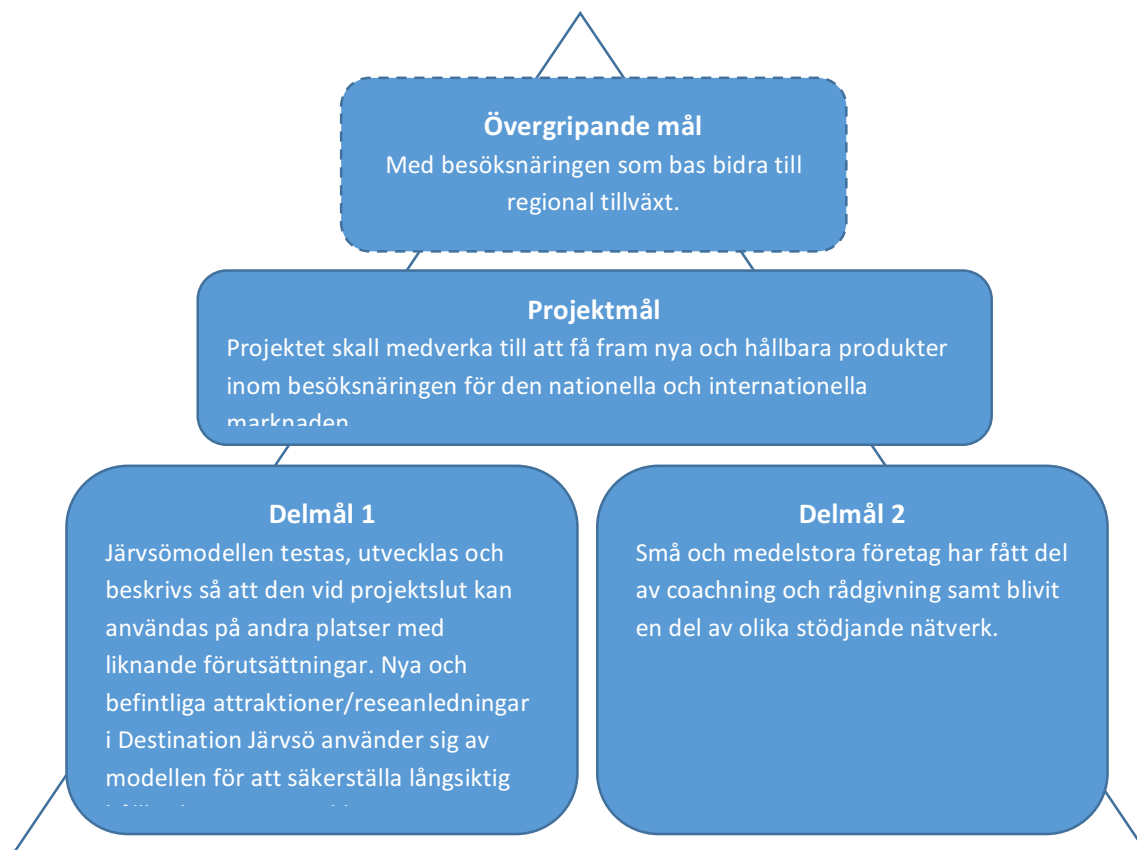 Övergripande mål
Med besöksnäringen som bas bidra till
regional tillväxt.
Projektmål
Projektet skall medverka till att få fram nya och hållbara produkter
inom besöksnäringen för den nationella och internationella
marknaden
Delmål 1
Järvsömodellen testas, utvecklas och
beskrivs så att den vid projektslut kan
användas på andra platser med
liknande förutsättningar. Nya och
befintliga attraktioner/reseanledningar
i Destination Järvsö använder sig av
modellen för att säkerställa långsiktig
Delmål 2
Små och medelstora företag har fått del
av coachning och rådgivning samt blivit
en del av olika stödjande nätverk.